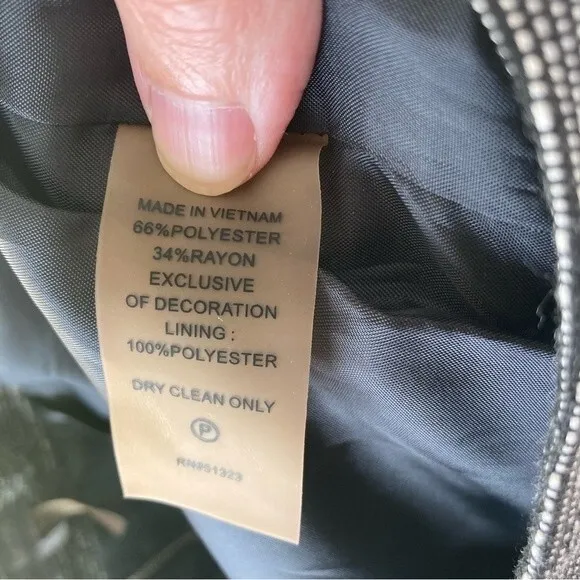 MADE IN VIETNAM
66%POLYESTER
34%RAYON
EXCLUSIVE
OF DECORATION
LINING :
100%POLYESTER
DRY CLEAN ONLY
P
RN#51323